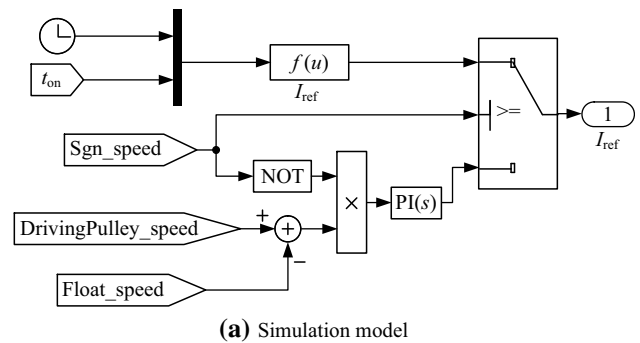 t_on
f(u)
I_ref
Sgn_speed
>=
1
I_ref
NOT
×
PI(s)
DrivingPulley_speed
+
+
−
Float_speed
(a) Simulation model